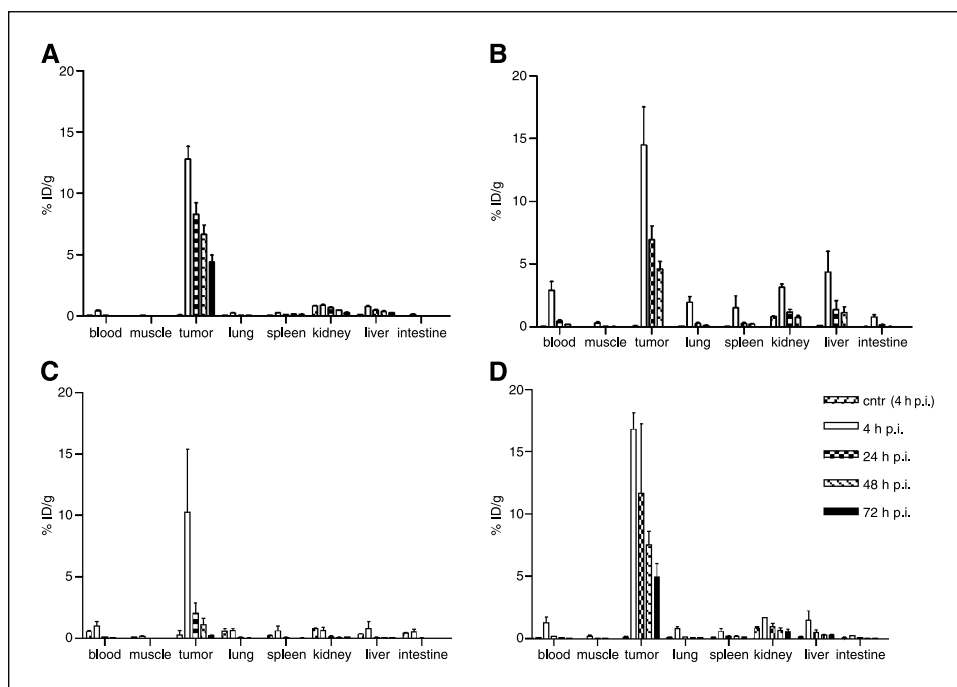 A
20
15
10
5
0
% ID/g
blood muscle tumor lung spleen kidney liver intestine
B
20
15
10
5
0
% ID/g
blood muscle tumor lung spleen kidney liver intestine
C
20
15
10
5
0
% ID/g
blood muscle tumor lung spleen kidney liver intestine
D
20
15
10
5
0
% ID/g
blood muscle tumor lung spleen kidney liver intestine
cntr (4 h p.i.)
4 h p.i.
24 h p.i.
48 h p.i.
72 h p.i.